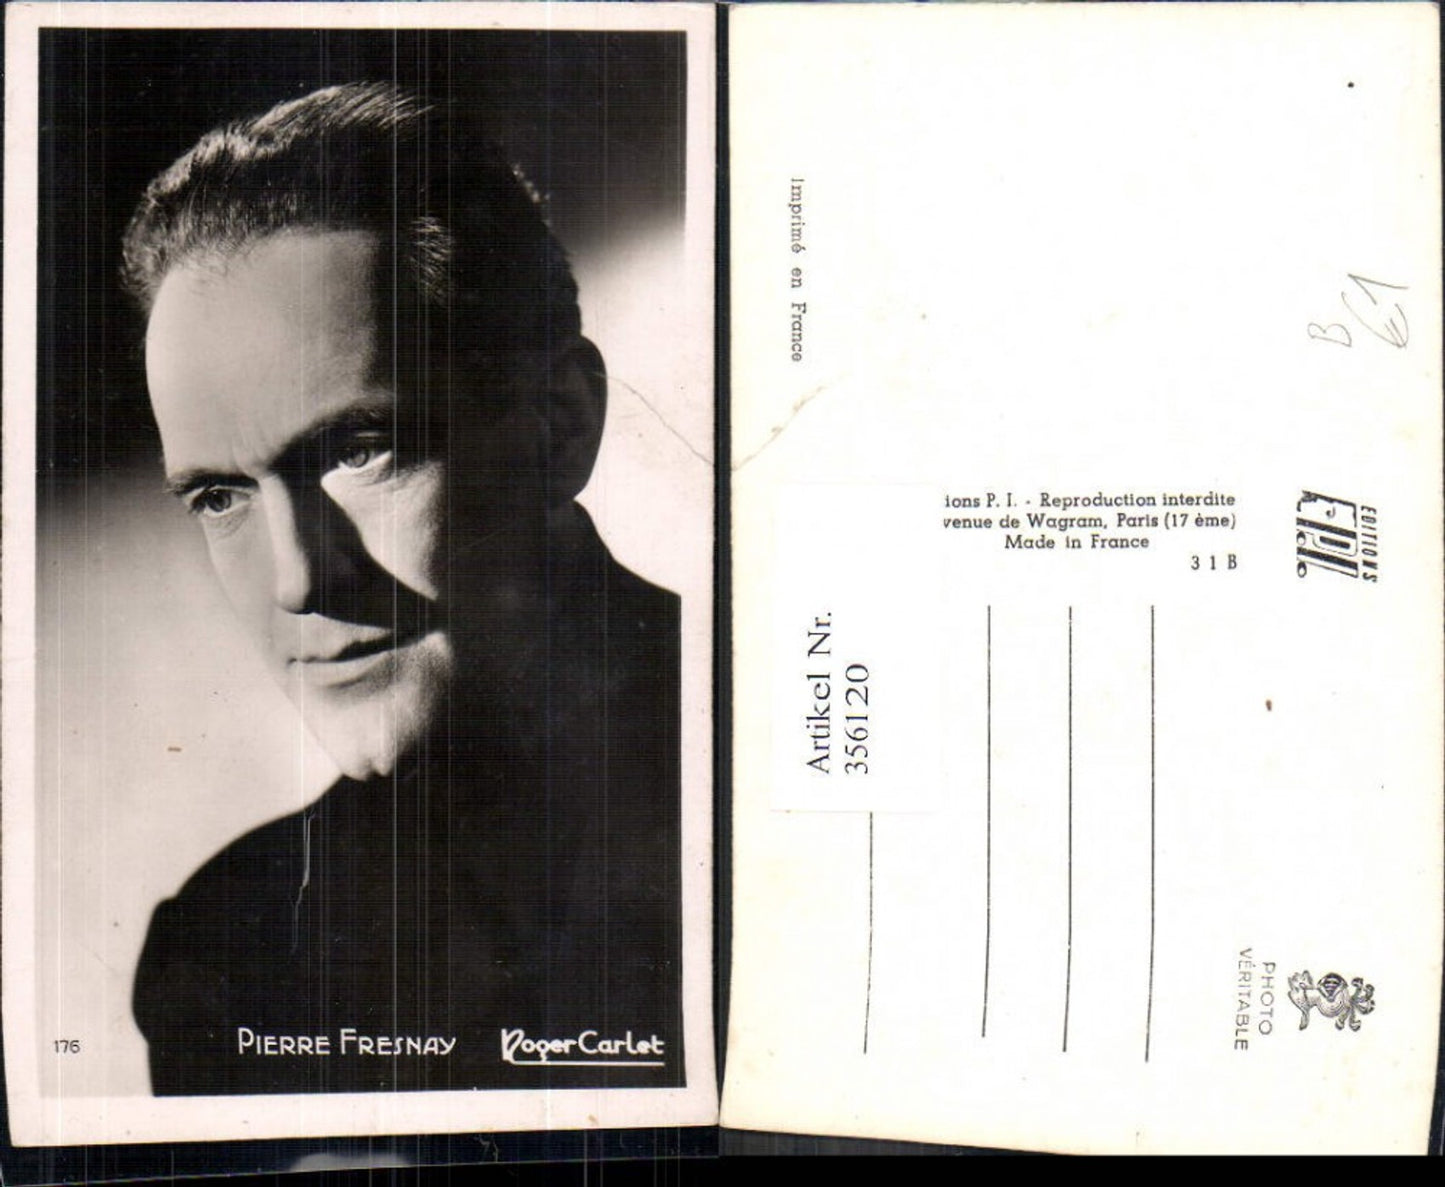 176
PIERRE FRESNAY
Roger Carlet
Imprimé en France
ions P. I. - Reproduction interdite
venue de Wagram, Paris (17 ème)
Made in France
3 1 B
Artikel Nr.
356120
EDITIONS
P.I.
PHOTO
VÉRITABLE
B
€1